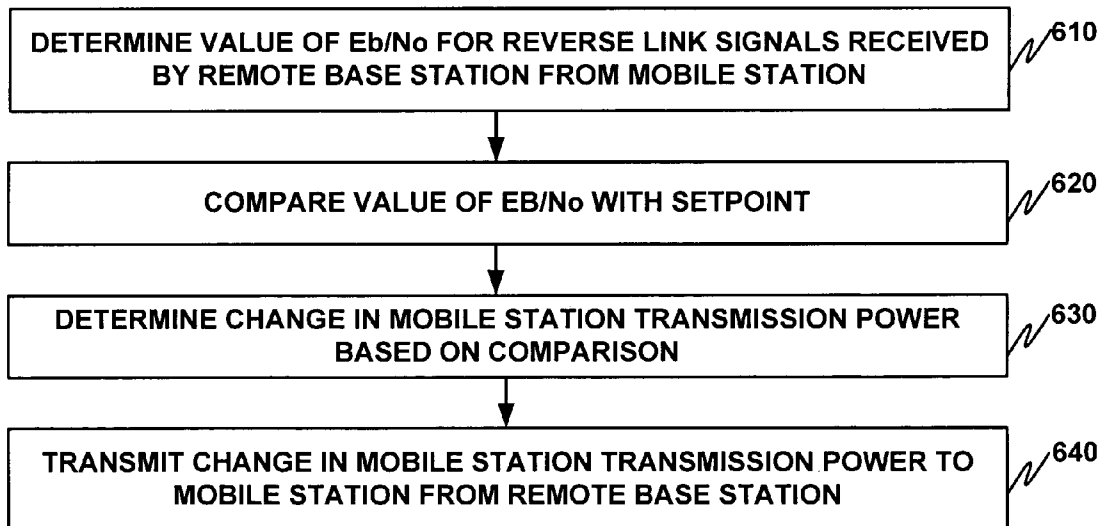 DETERMINE VALUE OF Eb/No FOR REVERSE LINK SIGNALS RECEIVED
BY REMOTE BASE STATION FROM MOBILE STATION
610
COMPARE VALUE OF EB/No WITH SETPOINT
620
DETERMINE CHANGE IN MOBILE STATION TRANSMISSION POWER
BASED ON COMPARISON
630
TRANSMIT CHANGE IN MOBILE STATION TRANSMISSION POWER TO
MOBILE STATION FROM REMOTE BASE STATION
640